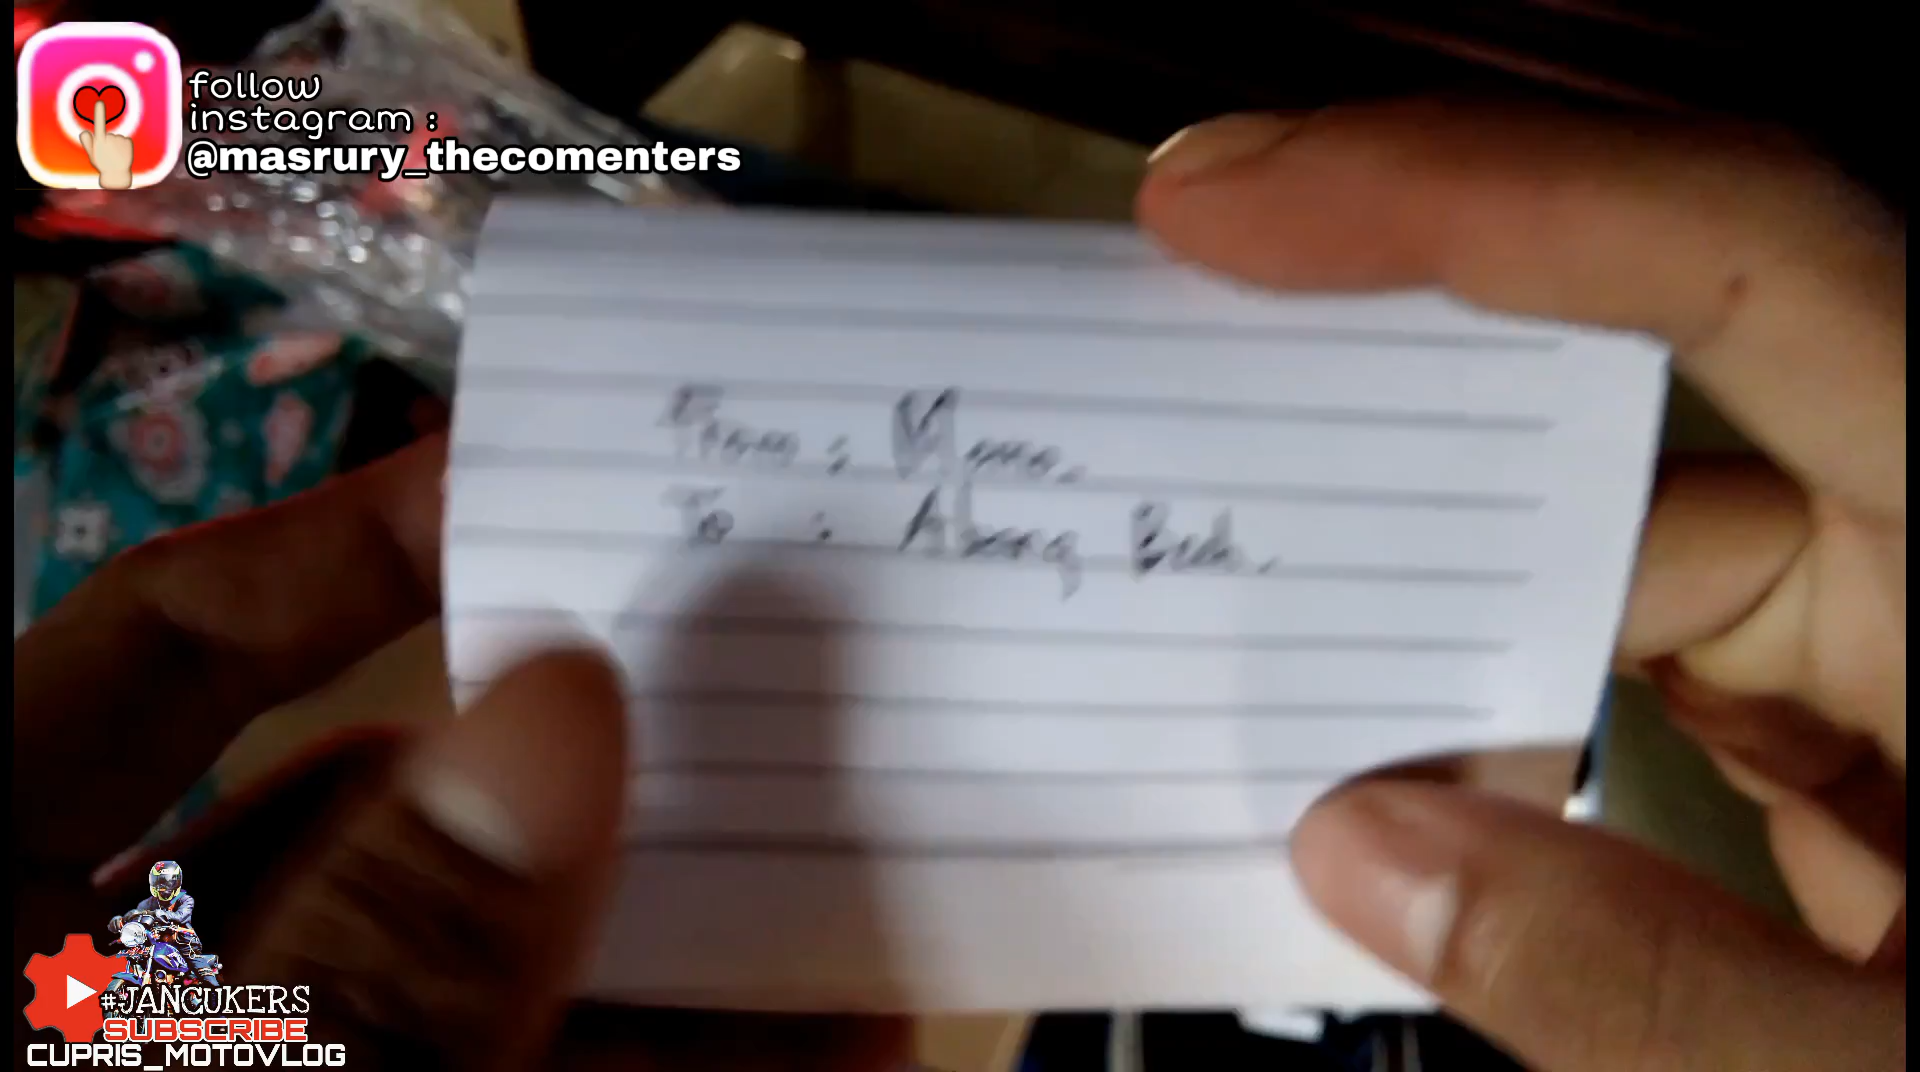 follow
instagram :
@masrury_thecomenters
From :
To : Abang
#JANCUKERS
SUBSCRIBE
CUPRIS_MOTOVLOG